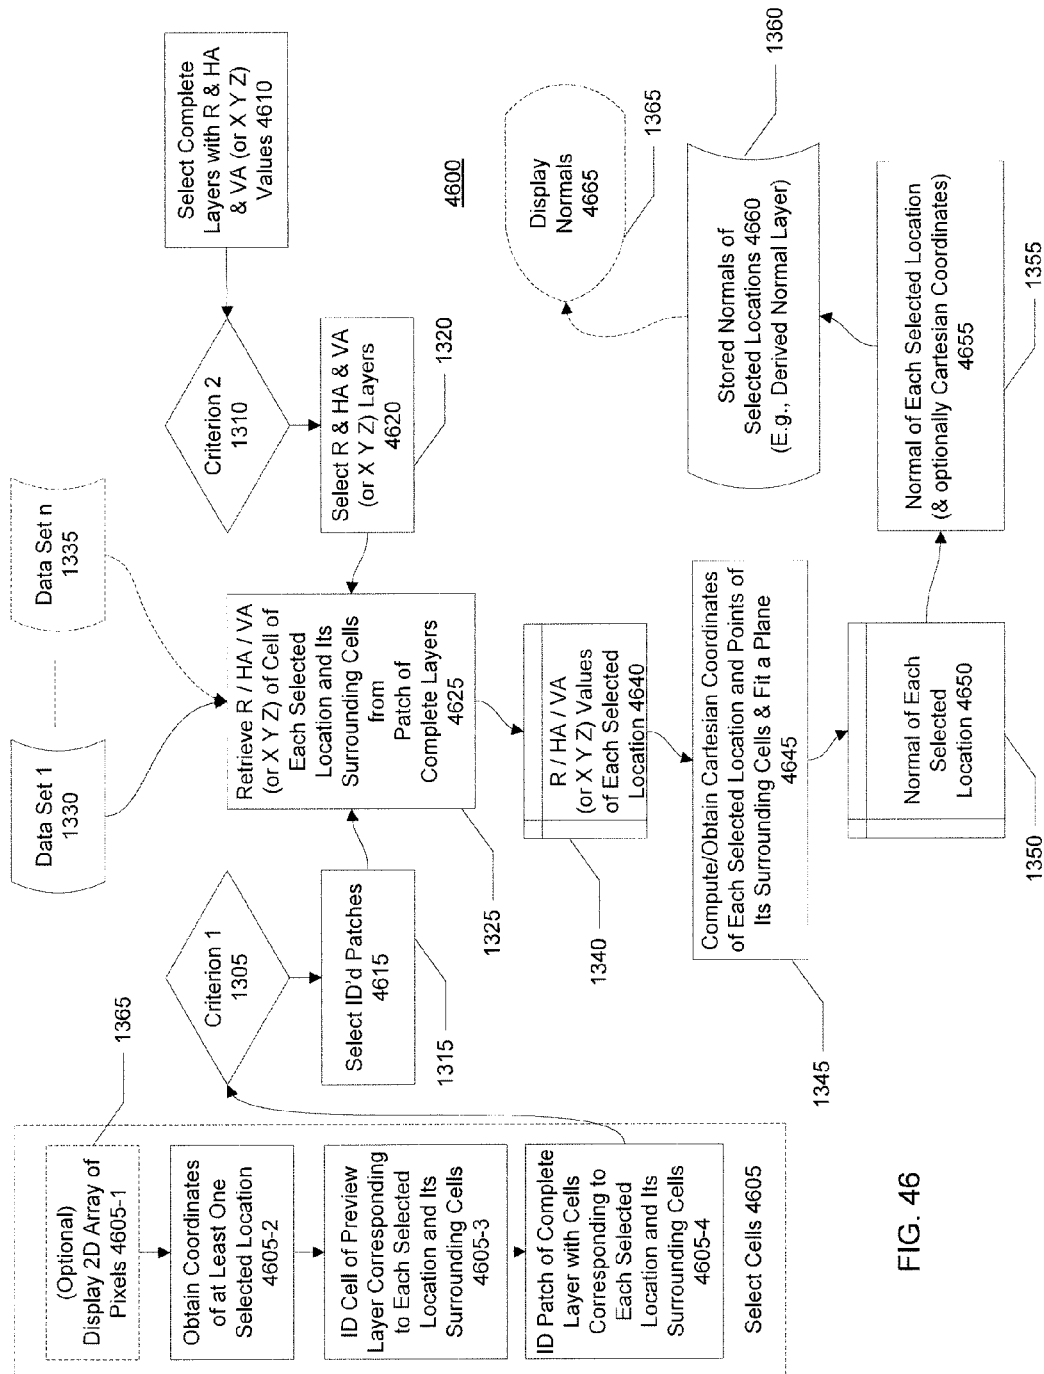 (Optional)
Display 2D Array of
Pixels 4605-1
1365
Obtain Coordinates
of at Least One
Selected Location
4605-2
ID Cell of Preview
Layer Corresponding
to Each Selected
Location and Its
Surrounding Cells
4605-3
ID Patch of Complete
Layer with Cells
Corresponding to
Each Selected
Location and Its
Surrounding Cells
4605-4
Select Cells 4605
Criterion 1
1305
Select ID'd Patches
4615
1315
Data Set 1
1330
Data Set n
1335
Retrieve R / HA / VA
(or X Y Z) of Cell of
Each Selected
Location and Its
Surrounding Cells
from
Patch of
Complete Layers
4625
1325
Select Complete
Layers with R & HA
& VA (or X Y Z)
Values 4610
Criterion 2
1310
Select R & HA & VA
(or X Y Z) Layers
4620
1320
R / HA / VA
(or X Y Z) Values
of Each Selected
Location 4640
1340
Compute/Obtain Cartesian Coordinates
of Each Selected Location and Points of
Its Surrounding Cells & Fit a Plane
4645
1345
Normal of Each
Selected
Location 4650
1350
Normal of Each Selected Location
(& optionally Cartesian Coordinates)
4655
1355
Stored Normals of
Selected Locations 4660
(E.g., Derived Normal Layer)
1360
Display
Normals
4665
1365
4600
FIG. 46